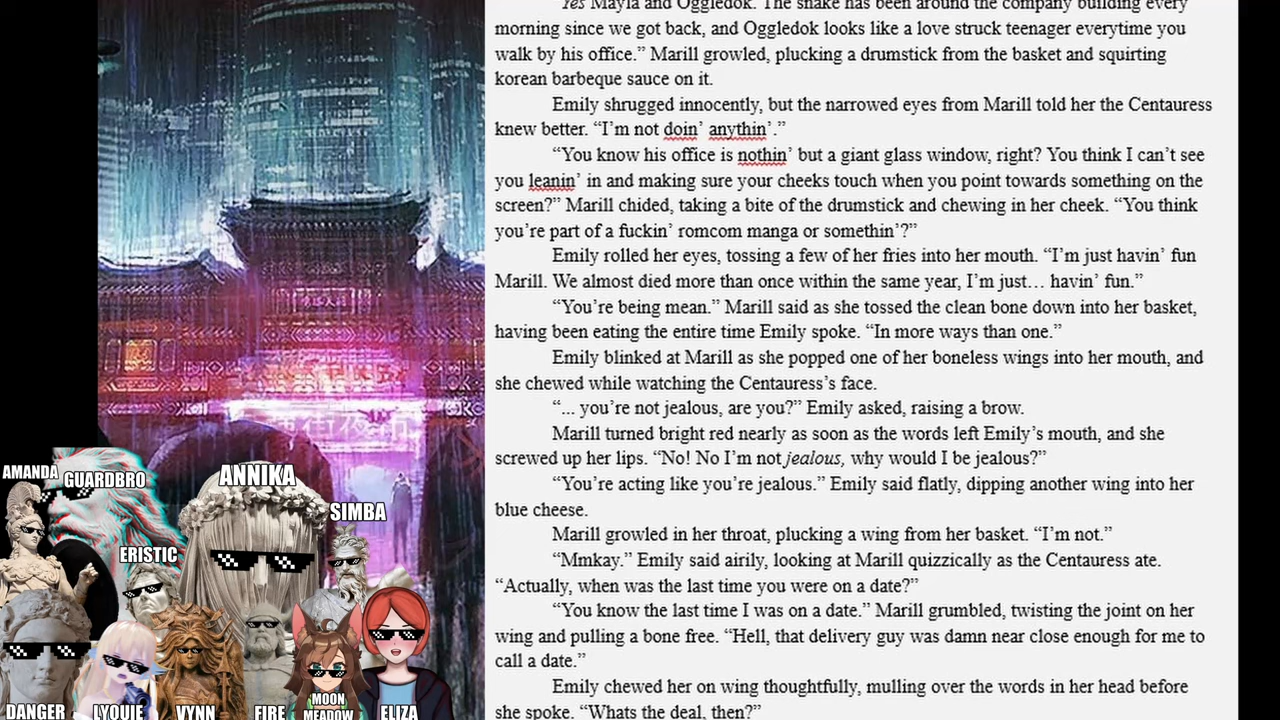 Yes Mayla and Oggledok. The snake has been around the company building every
morning since we got back, and Oggledok looks like a love struck teenager everytime you
walk by his office.” Marill growled, plucking a drumstick from the basket and squirting
korean barbeque sauce on it.
Emily shrugged innocently, but the narrowed eyes from Marill told her the Centauress
knew better. “I’m not doin’ anythin’.”
“You know his office is nothin’ but a giant glass window, right? You think I can’t see
you leanin’ in and making sure your cheeks touch when you point towards something on the
screen?” Marill chided, taking a bite of the drumstick and chewing in her cheek. “You think
you’re part of a fuckin’ romcom manga or somethin’?”
Emily rolled her eyes, tossing a few of her fries into her mouth. “I’m just havin’ fun
Marill. We almost died more than once within the same year, I’m just… havin’ fun.”
“You’re being mean.” Marill said as she tossed the clean bone down into her basket,
having been eating the entire time Emily spoke. “In more ways than one.”
Emily blinked at Marill as she popped one of her boneless wings into her mouth, and
she chewed while watching the Centauress’s face.
“... you’re not jealous, are you?” Emily asked, raising a brow.
Marill turned bright red nearly as soon as the words left Emily’s mouth, and she
screwed up her lips. “No! No I’m not jealous, why would I be jealous?”
“You’re acting like you’re jealous.” Emily said flatly, dipping another wing into her
blue cheese.
Marill growled in her throat, plucking a wing from her basket. “I’m not.”
“Mmkay.” Emily said airily, looking at Marill quizzically as the Centauress ate.
“Actually, when was the last time you were on a date?”
“You know the last time I was on a date.” Marill grumbled, twisting the joint on her
wing and pulling a bone free. “Hell, that delivery guy was damn near close enough for me to
call a date.”
Emily chewed her on wing thoughtfully, mulling over the words in her head before
she spoke. “Whats the deal, then?”
AMANDA
GUARDBRO
ANNIKA
SIMBA
ERISTIC
DANGER
LYQUIE
VYNN
FIRE
MOON
MEADOW
ELIZA